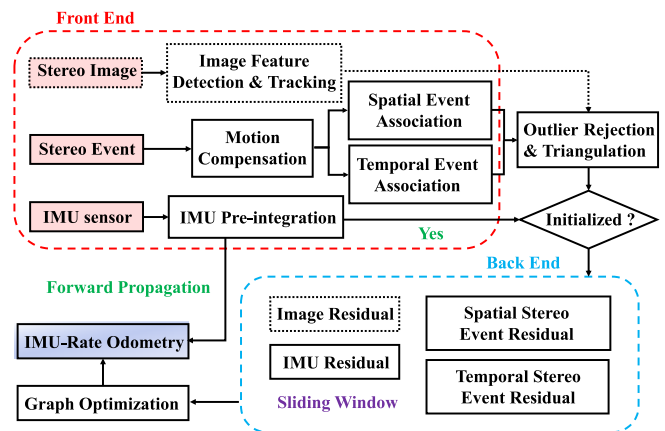 Front End
Stereo Image
Image Feature
Detection & Tracking
Spatial Event
Association
Stereo Event
Motion
Compensation
Outlier Rejection
& Triangulation
Temporal Event
Association
IMU sensor
IMU Pre-integration
Initialized ?
Yes
Back End
Forward Propagation
Image Residual
Spatial Stereo
Event Residual
IMU-Rate Odometry
IMU Residual
Temporal Stereo
Event Residual
Graph Optimization
Sliding Window